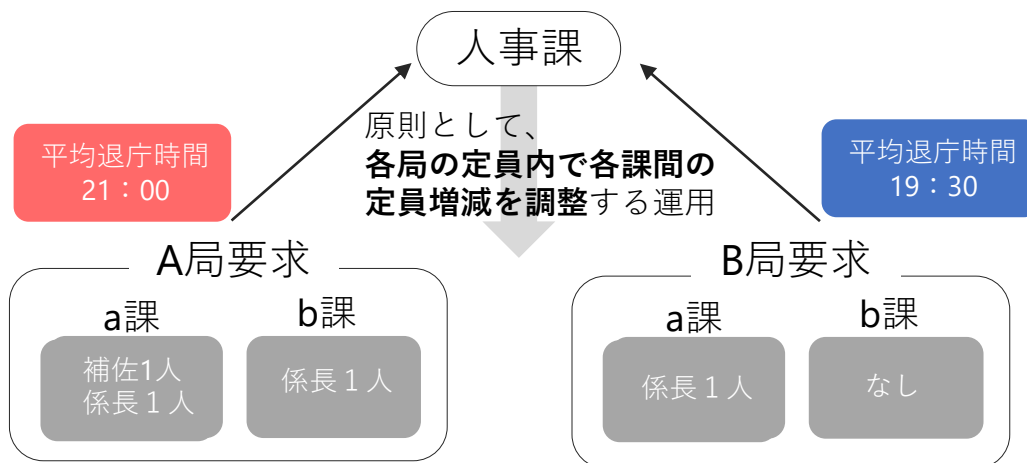 人事課
原則として、
各局の定員内で各課間の
定員増減を調整する運用
平均退庁時間
21：00
平均退庁時間
19：30
A局要求
a課
b課
補佐1人
係長１人
係長１人
B局要求
a課
b課
係長１人
なし